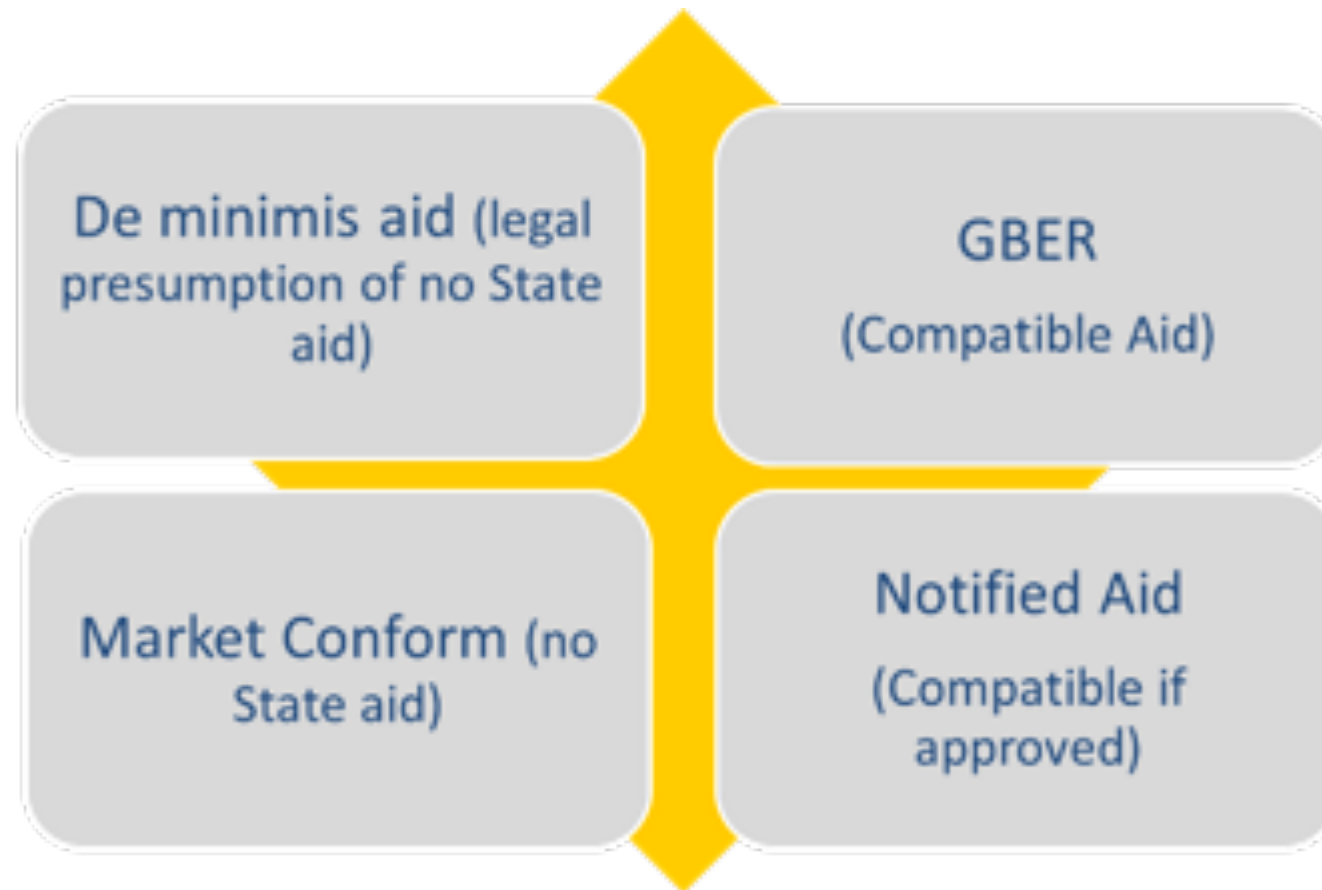 De minimis aid (legal
presumption of no State
aid)
GBER
(Compatible Aid)
Market Conform (no
State aid)
Notified Aid
(Compatible if
approved)